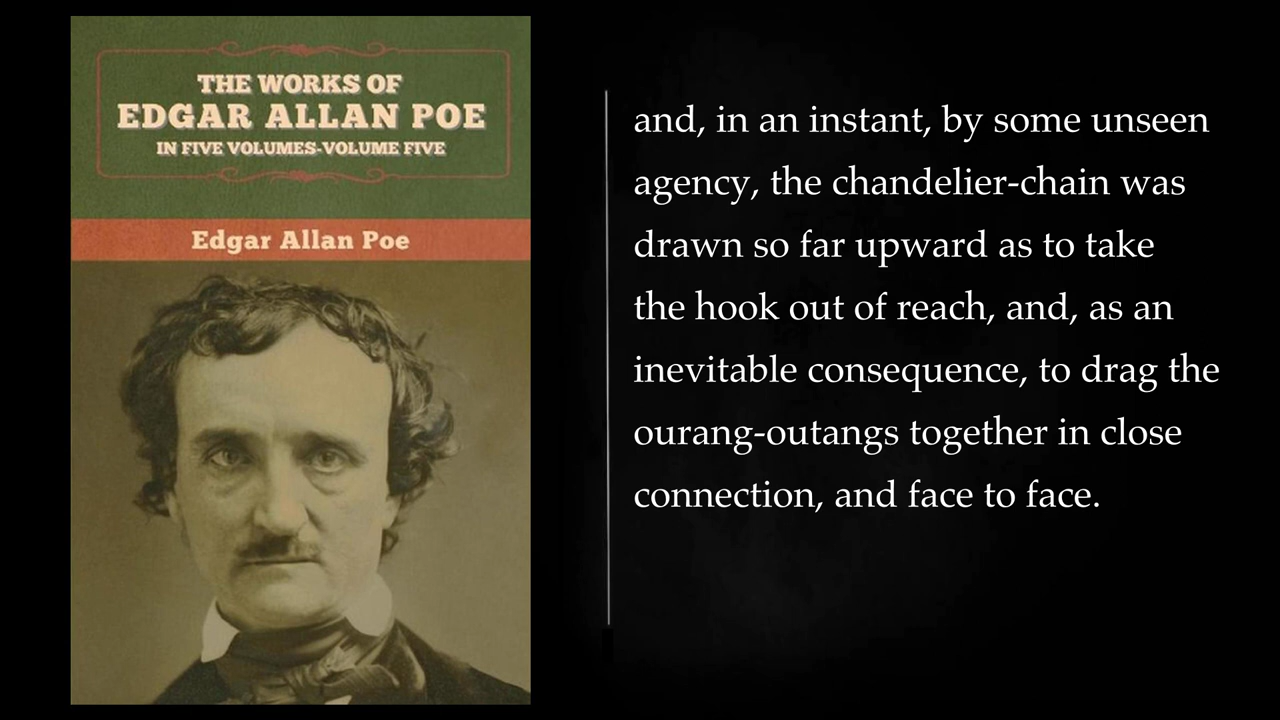 THE WORKS OF
EDGAR ALLAN POE
IN FIVE VOLUMES-VOLUME FIVE
Edgar Allan Poe
and, in an instant, by some unseen
agency, the chandelier-chain was
drawn so far upward as to take
the hook out of reach, and, as an
inevitable consequence, to drag the
ourang-outangs together in close
connection, and face to face.